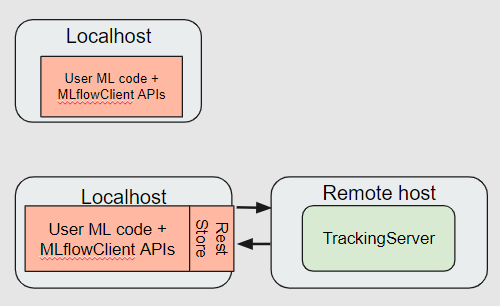 Localhost
User ML code +
MLflowClient APIs
Localhost
User ML code +
MLflowClient APIs
Rest
Store
Remote host
TrackingServer